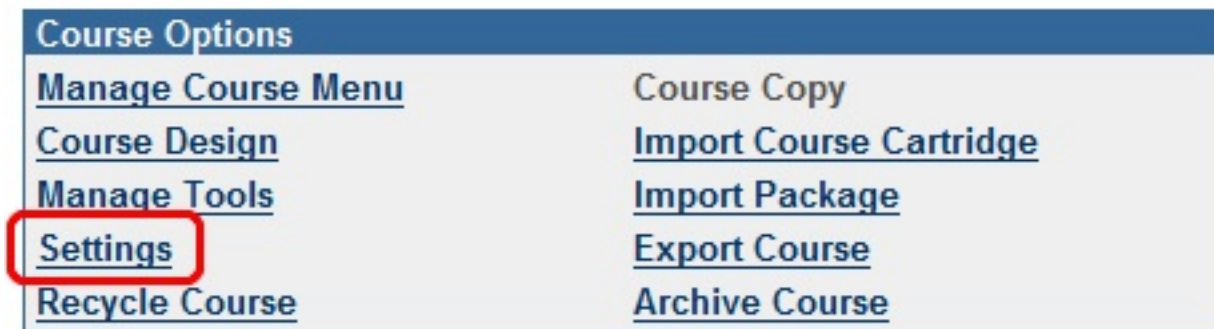 Course Options
Manage Course Menu
Course Design
Manage Tools
Settings
Recycle Course
Course Copy
Import Course Cartridge
Import Package
Export Course
Archive Course